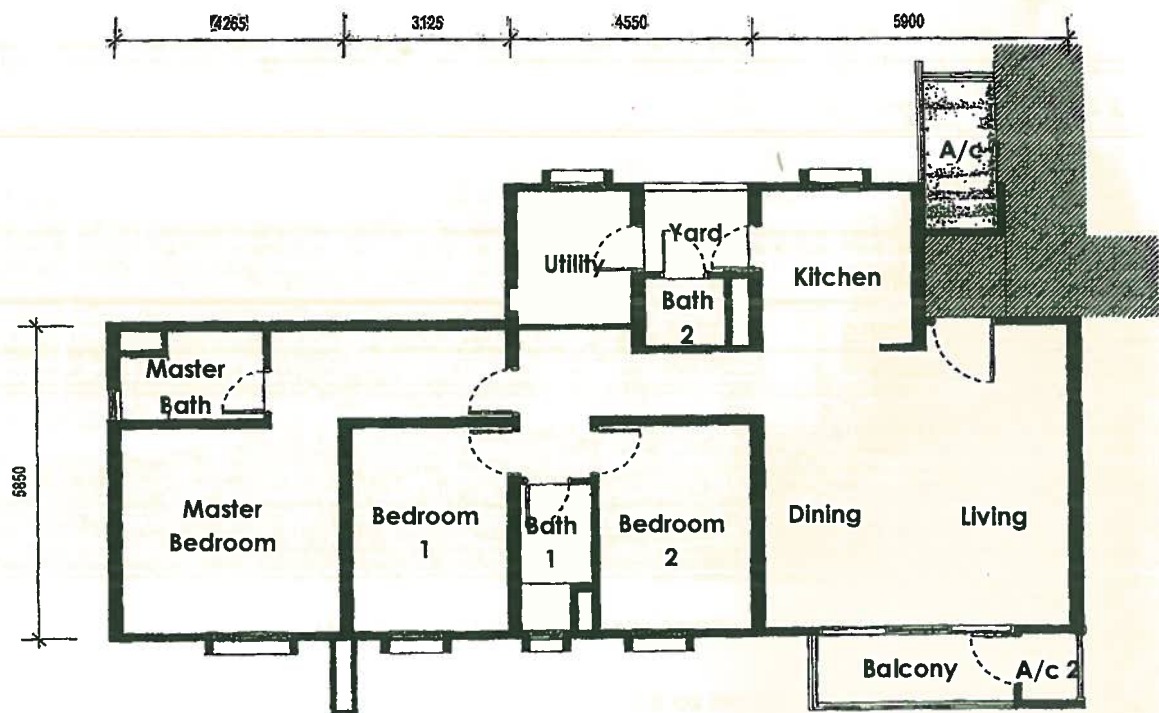 4265
3125
4550
5900
A/c
Yard
Utility
Kitchen
Bath
2
Master
Bath
5850
Master
Bedroom
Bedroom
1
Bath
1
Bedroom
2
Dining
Living
Balcony
A/c 2